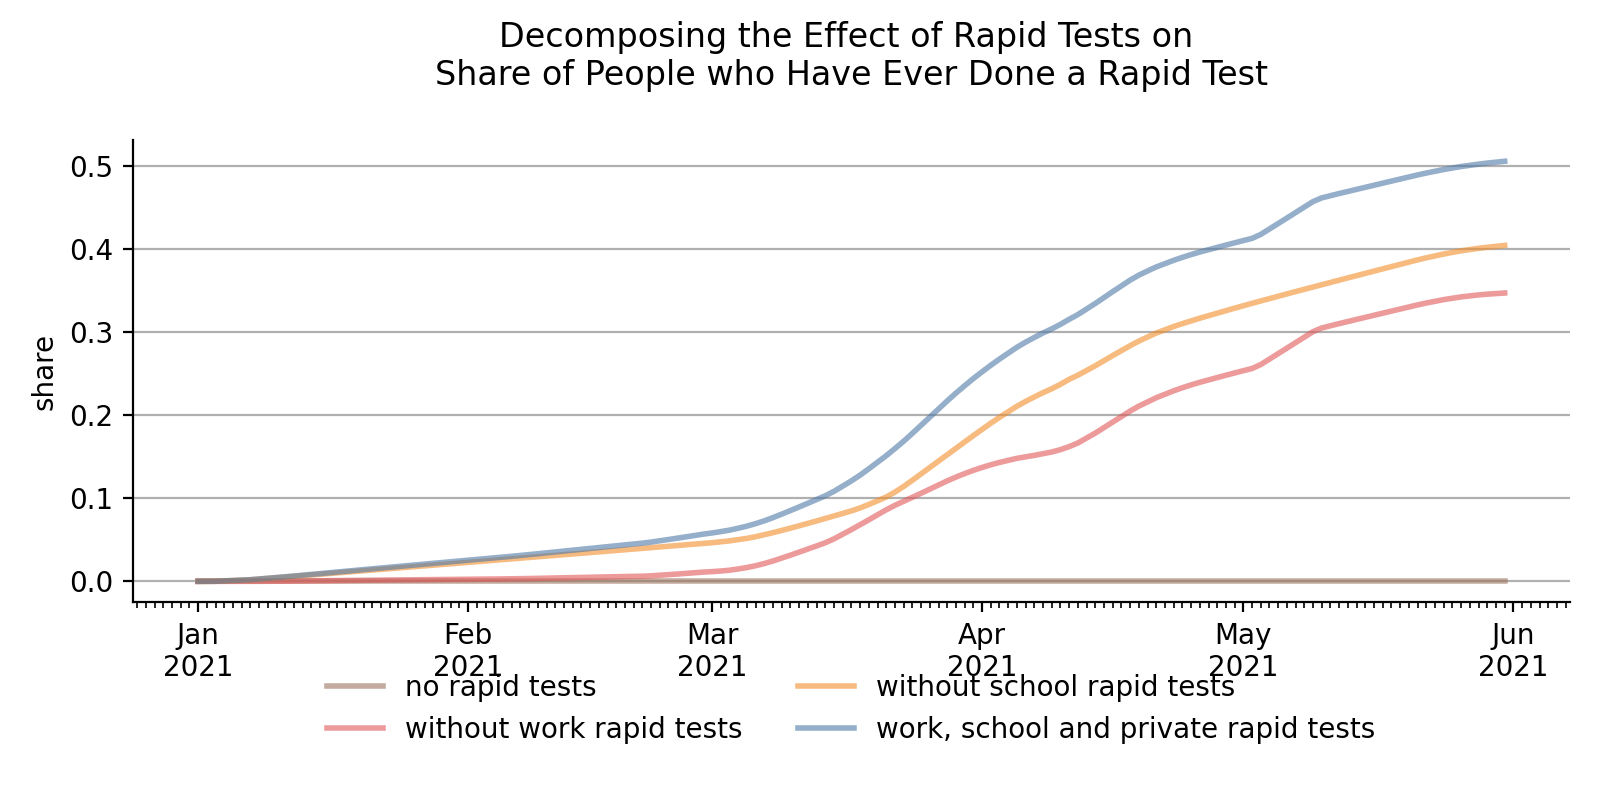 Decomposing the Effect of Rapid Tests on
Share of People who Have Ever Done a Rapid Test
share
0.5
0.4
0.3
0.2
0.1
0.0
Jan Feb Mar Apr May Jun
2021 2021 2021 2021 2021 2021
no rapid tests without school rapid tests
without work rapid tests work, school and private rapid tests